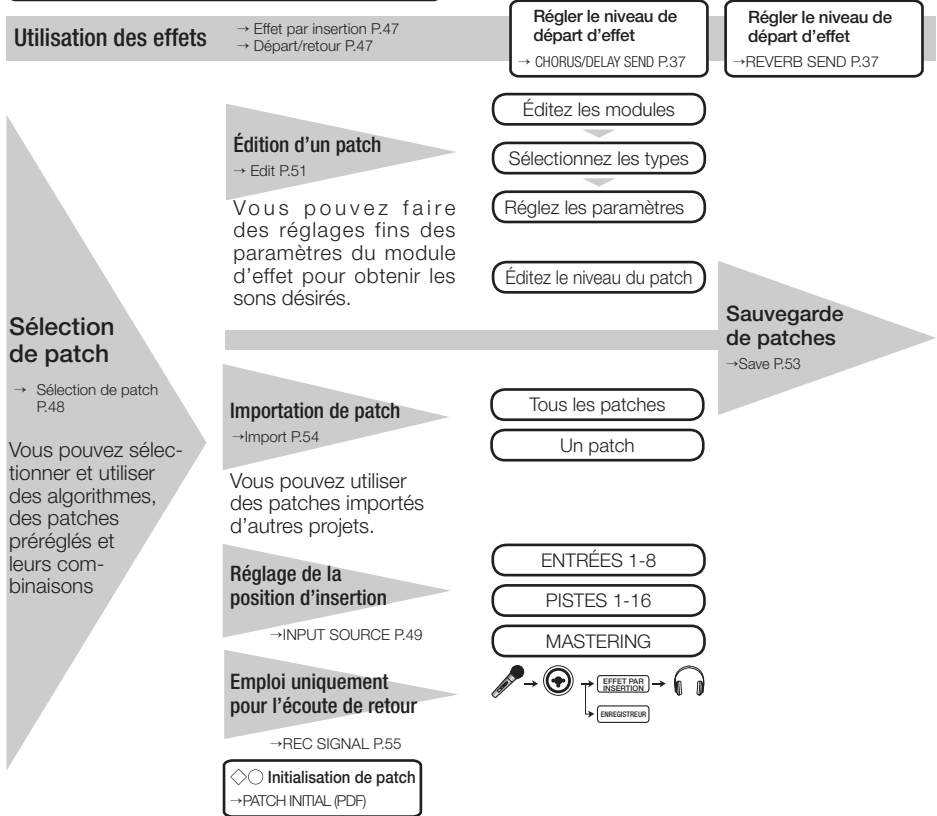 Utilisation des effets
→ Effet par insertion P.47
→ Départ/retour P.47
Régler le niveau de
départ d'effet
→ CHORUS/DELAY SEND P.37
Régler le niveau de
départ d'effet
→REVERB SEND P.37
Sélection
de patch
→ Sélection de patch
P.48
Vous pouvez sélec-
tionner et utiliser
des algorithmes,
des patches
préréglés et
leurs com-
binaisons
Édition d'un patch
→ Edit P.51
Vous pouvez faire
des réglages fins des
paramètres du module
d'effet pour obtenir les
sons désirés.
Éditez les modules
Sélectionnez les types
Réglez les paramètres
Éditez le niveau du patch
Sauvegarde
de patches
→Save P.53
Importation de patch
→Import P.54
Vous pouvez utiliser
des patches importés
d'autres projets.
Tous les patches
Un patch
Réglage de la
position d'insertion
→INPUT SOURCE P.49
ENTRÉES 1-8
PISTES 1-16
MASTERING
Emploi uniquement
pour l'écoute de retour
→REC SIGNAL P.55
EFFET PAR
INSERTION
ENREGISTREUR
◇○ Initialisation de patch
→PATCH INITIAL (PDF)